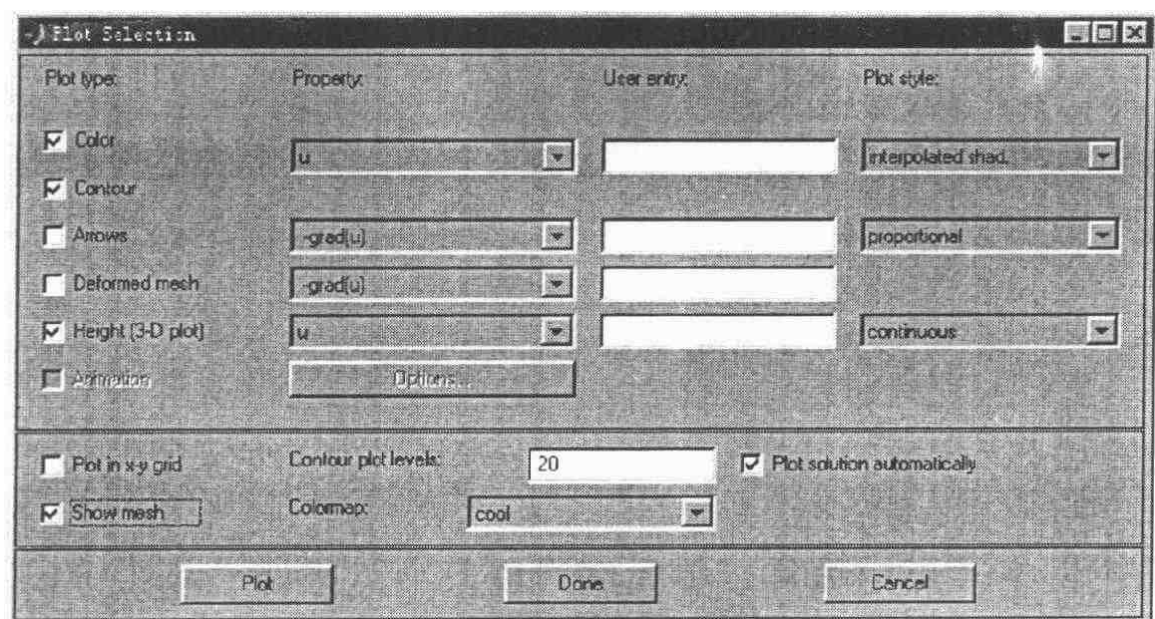 Plot Selection
Plot type: Property: User entry: Plot style:
Color
u interpolated shad.
Contour
Arrows -grad(u) proportional
Deformed mesh -grad(u)
Height (3-D plot) u continuous
Animation Options...
Plot in x-y grid Contour plot levels: 20 Plot solution automatically
Show mesh Colormap: cool
Plot Done Cancel